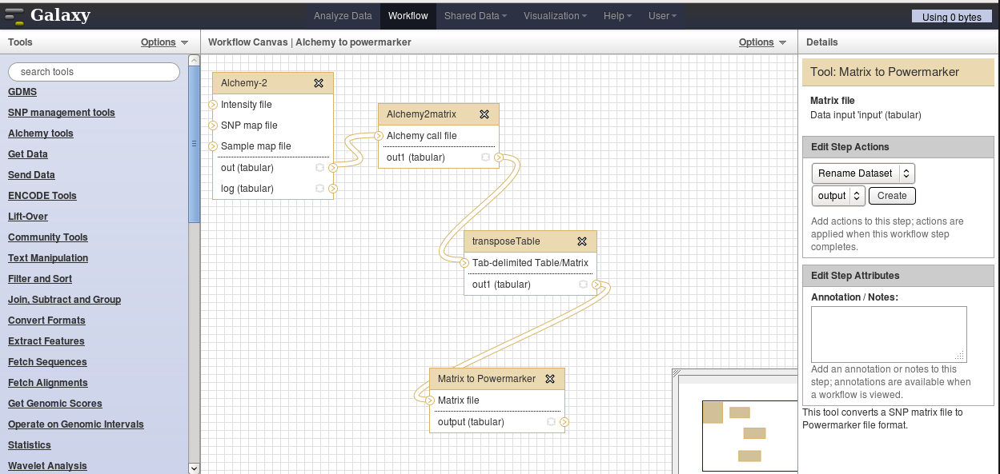 Galaxy
Analyze Data
Workflow
Shared Data
Visualization
Help
User
Using 0 bytes
Tools
Options
search tools
GDMS
SNP management tools
Alchemy tools
Get Data
Send Data
ENCODE Tools
Lift-Over
Community Tools
Text Manipulation
Filter and Sort
Join, Subtract and Group
Convert Formats
Extract Features
Fetch Sequences
Fetch Alignments
Get Genomic Scores
Operate on Genomic Intervals
Statistics
Wavelet Analysis
Workflow Canvas | Alchemy to powermarker
Options
Alchemy-2
Intensity file
SNP map file
Sample map file
out (tabular)
log (tabular)
Alchemy2matrix
Alchemy call file
out1 (tabular)
transposeTable
Tab-delimited Table/Matrix
out1 (tabular)
Matrix to Powermarker
Matrix file
output (tabular)
Details
Tool: Matrix to Powermarker
Matrix file
Data input 'input' (tabular)
Edit Step Actions
Rename Dataset
output
Create
Add actions to this step; actions are
applied when this workflow step
completes.
Edit Step Attributes
Annotation / Notes:
Add an annotation or notes to this
step; annotations are available when
a workflow is viewed.
This tool converts a SNP matrix file to
Powermarker file format.